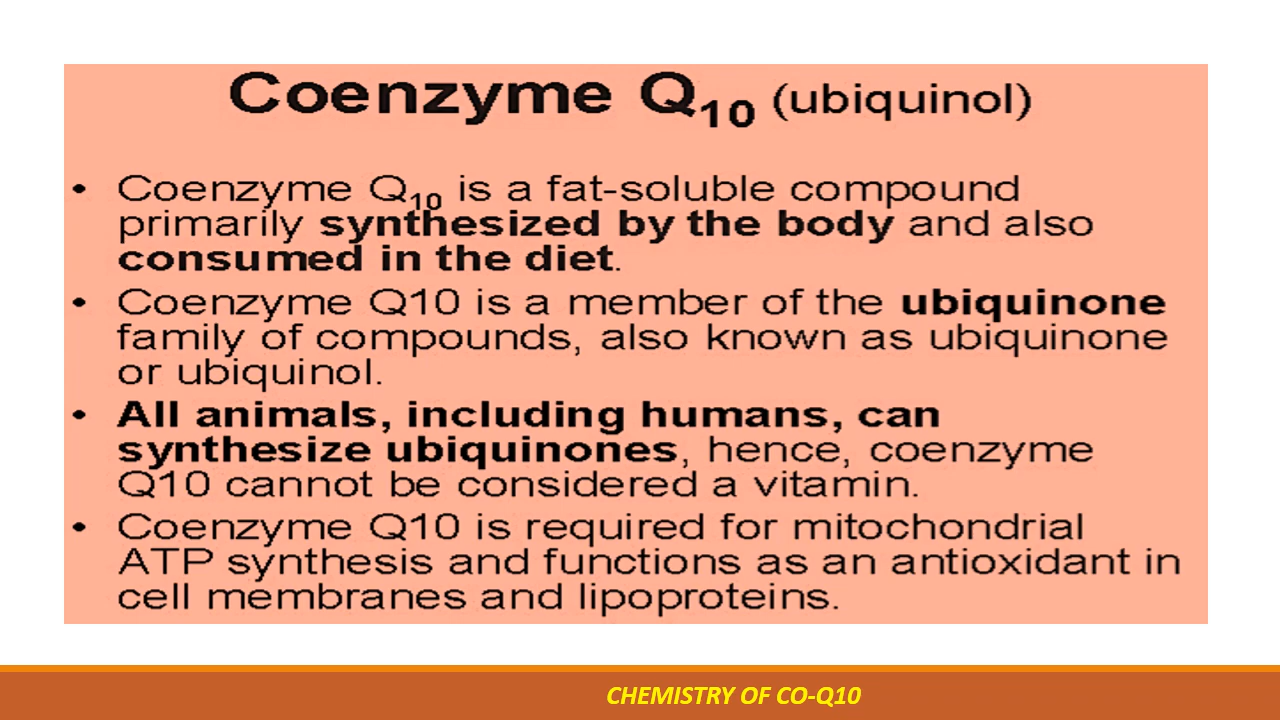 Coenzyme Q10 (ubiquinol)
• Coenzyme Q10 is a fat-soluble compound
primarily synthesized by the body and also
consumed in the diet.
• Coenzyme Q10 is a member of the ubiquinone
family of compounds, also known as ubiquinone
or ubiquinol.
• All animals, including humans, can
synthesize ubiquinones, hence, coenzyme
Q10 cannot be considered a vitamin.
• Coenzyme Q10 is required for mitochondrial
ATP synthesis and functions as an antioxidant in
cell membranes and lipoproteins.
CHEMISTRY OF CO-Q10